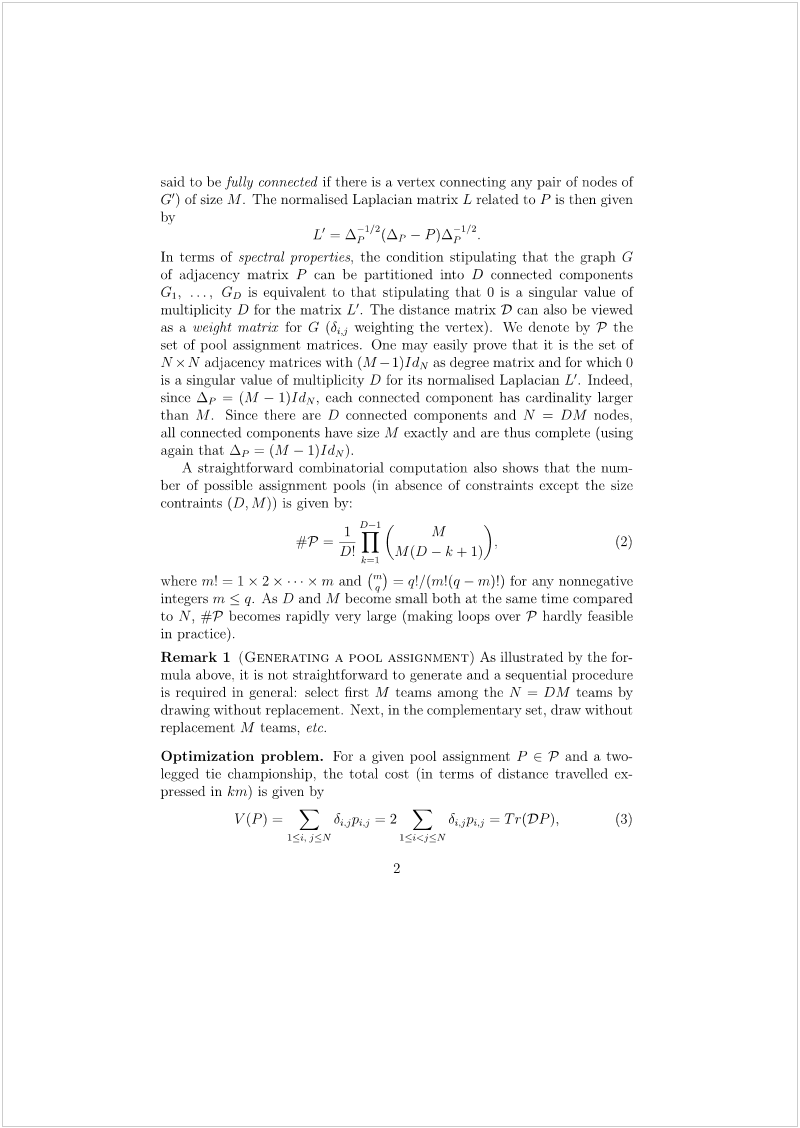 said to be fully connected if there is a vertex connecting any pair of nodes of
G′) of size M. The normalised Laplacian matrix L related to P is then given
by
L′ = Δ_P^{−1/2}(Δ_P − P)Δ_P^{−1/2}.
In terms of spectral properties, the condition stipulating that the graph G
of adjacency matrix P can be partitioned into D connected components
G_1, ..., G_D is equivalent to that stipulating that 0 is a singular value of
multiplicity D for the matrix L′. The distance matrix 𝒟 can also be viewed
as a weight matrix for G (δ_{i,j} weighting the vertex). We denote by 𝒫 the
set of pool assignment matrices. One may easily prove that it is the set of
N × N adjacency matrices with (M − 1)Id_N as degree matrix and for which 0
is a singular value of multiplicity D for its normalised Laplacian L′. Indeed,
since Δ_P = (M − 1)Id_N, each connected component has cardinality larger
than M. Since there are D connected components and N = DM nodes,
all connected components have size M exactly and are thus complete (using
again that Δ_P = (M − 1)Id_N).
A straightforward combinatorial computation also shows that the num-
ber of possible assignment pools (in absence of constraints except the size
contraints (D, M)) is given by:
#𝒫 = \frac{1}{D!} \prod_{k=1}^{D−1} \binom{M}{M(D − k + 1)}, (2)
where m! = 1 × 2 × ··· × m and \binom{m}{q} = q!/(m!(q − m)!) for any nonnegative
integers m ≤ q. As D and M become small both at the same time compared
to N, #𝒫 becomes rapidly very large (making loops over 𝒫 hardly feasible
in practice).
Remark 1 (Generating a pool assignment) As illustrated by the for-
mula above, it is not straightforward to generate and a sequential procedure
is required in general: select first M teams among the N = DM teams by
drawing without replacement. Next, in the complementary set, draw without
replacement M teams, etc.
Optimization problem. For a given pool assignment P ∈ 𝒫 and a two-
legged tie championship, the total cost (in terms of distance travelled ex-
pressed in km) is given by
V(P) = \sum_{1≤i, j≤N} δ_{i,j}p_{i,j} = 2 \sum_{1≤i<j≤N} δ_{i,j}p_{i,j} = Tr(𝒟P), (3)
2